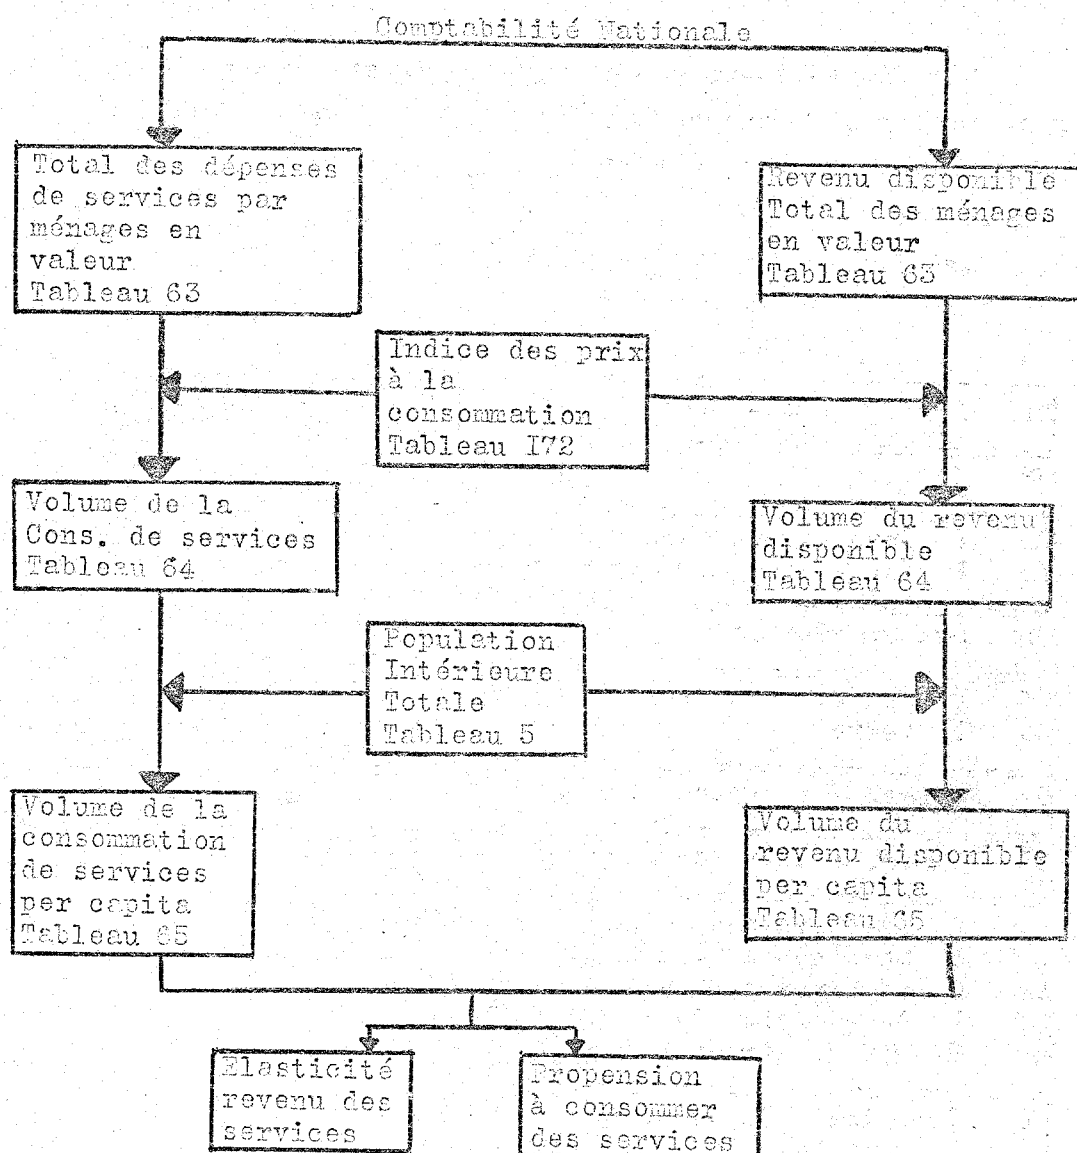 Comptabilité Nationale
Total des dépenses
de services par
ménages en
valeur
Tableau 63
Revenu disponible
Total des ménages
en valeur
Tableau 63
Indice des prix
à la
consommation
Tableau I72
Volume de la
Cons. de services
Tableau 64
Volume du revenu
disponible
Tableau 64
Population
Intérieure
Totale
Tableau 5
Volume de la
consommation
de services
per capita
Tableau 65
Volume du
revenu disponible
per capita
Tableau 65
Elasticité
revenu des
services
Propension
à consommer
des services